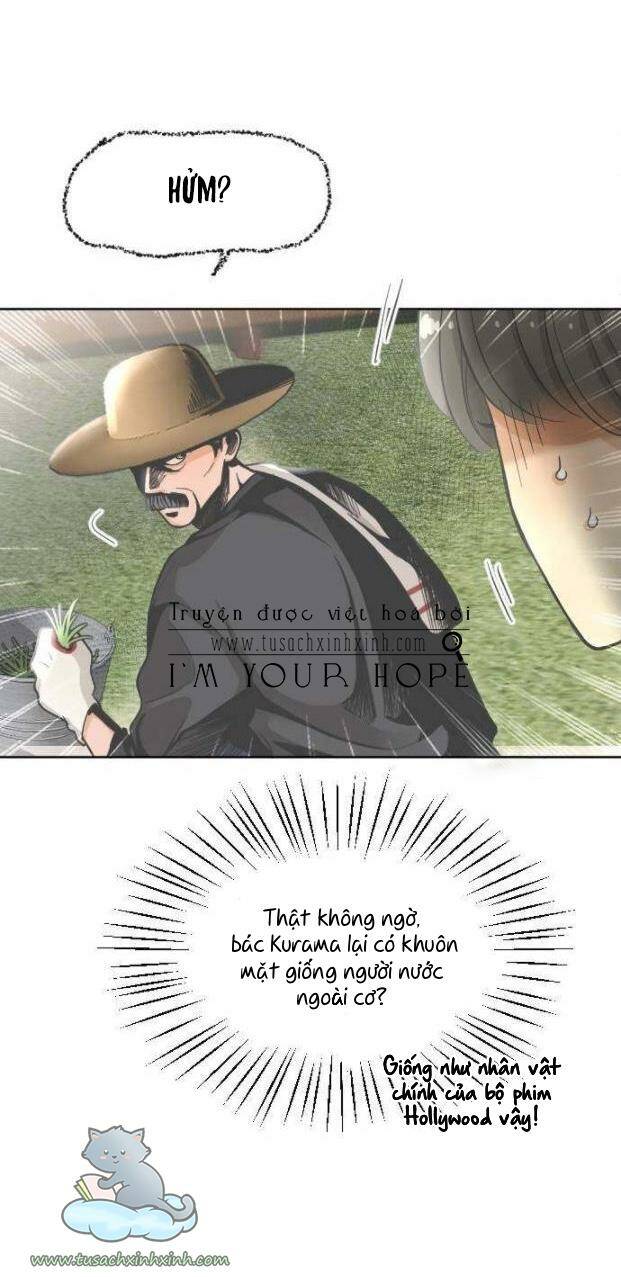 HỬM?
Truyện được việt hoá bởi
www.tusachxinhxinh.com
I'M YOUR HOPE
Thật không ngờ,
bác Kurama lại có khuôn
mặt giống người nước
ngoài cơ?
Giống như nhân vật
chính của bộ phim
Hollywood vậy!
www.tusachxinhxinh.com